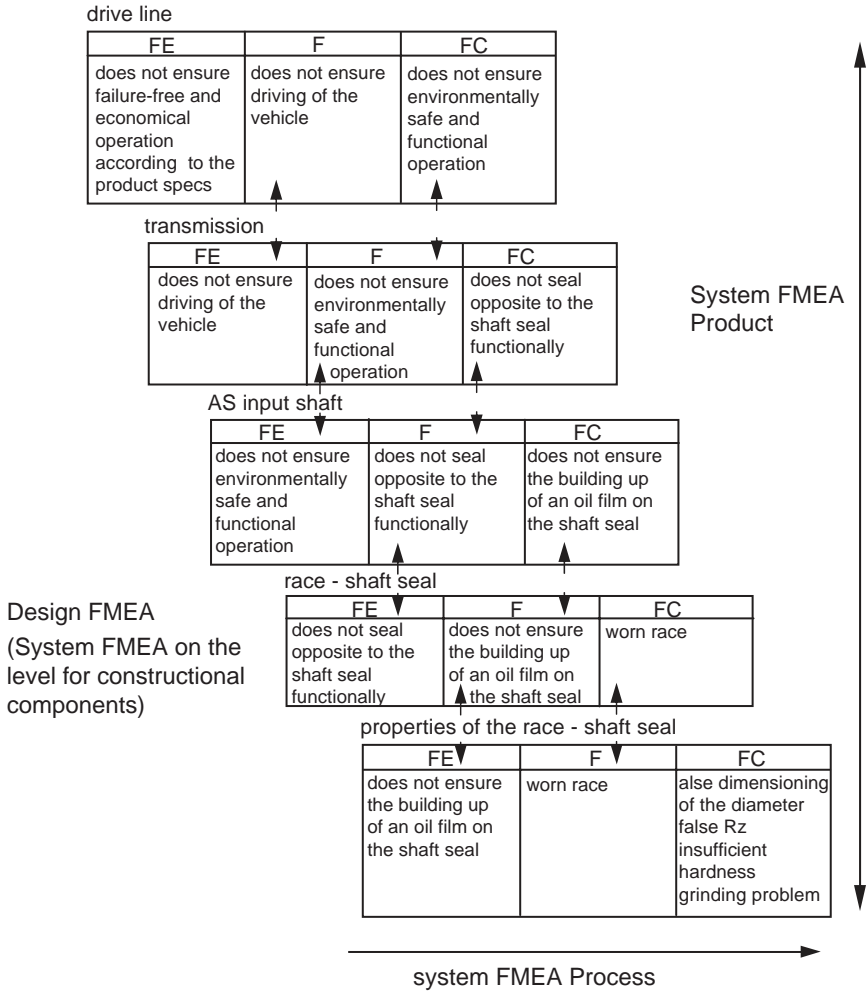 drive line
FE F FC
does not ensure
failure-free and
economical
operation
according to the
product specs
does not ensure
driving of the
vehicle
does not ensure
environmentally
safe and
functional
operation
transmission
FE F FC
does not ensure
driving of the
vehicle
does not ensure
environmentally
safe and
functional
operation
does not seal
opposite to the
shaft seal
functionally
System FMEA
Product
AS input shaft
FE F FC
does not ensure
environmentally
safe and
functional
operation
does not seal
opposite to the
shaft seal
functionally
does not ensure
the building up
of an oil film on
the shaft seal
race - shaft seal
Design FMEA
(System FMEA on the
level for constructional
components)
FE F FC
does not seal
opposite to the
shaft seal
functionally
does not ensure
the building up
of an oil film on
the shaft seal
worn race
properties of the race - shaft seal
FE F FC
does not ensure
the building up
of an oil film on
the shaft seal
worn race
alse dimensioning
of the diameter
false Rz
insufficient
hardness
grinding problem
system FMEA Process